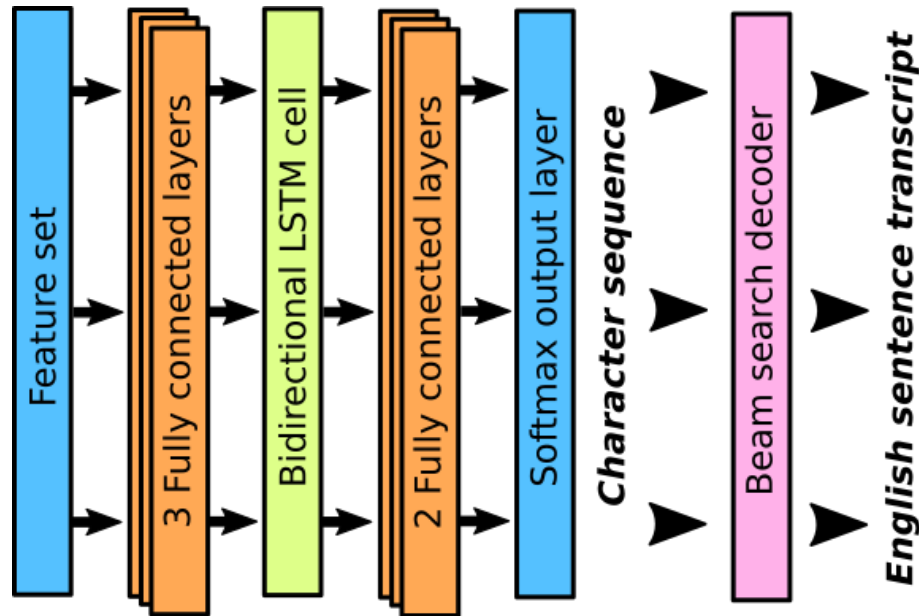 Feature set
3 Fully connected layers
Bidirectional LSTM cell
2 Fully connected layers
Softmax output layer
Character sequence
Beam search decoder
English sentence transcript